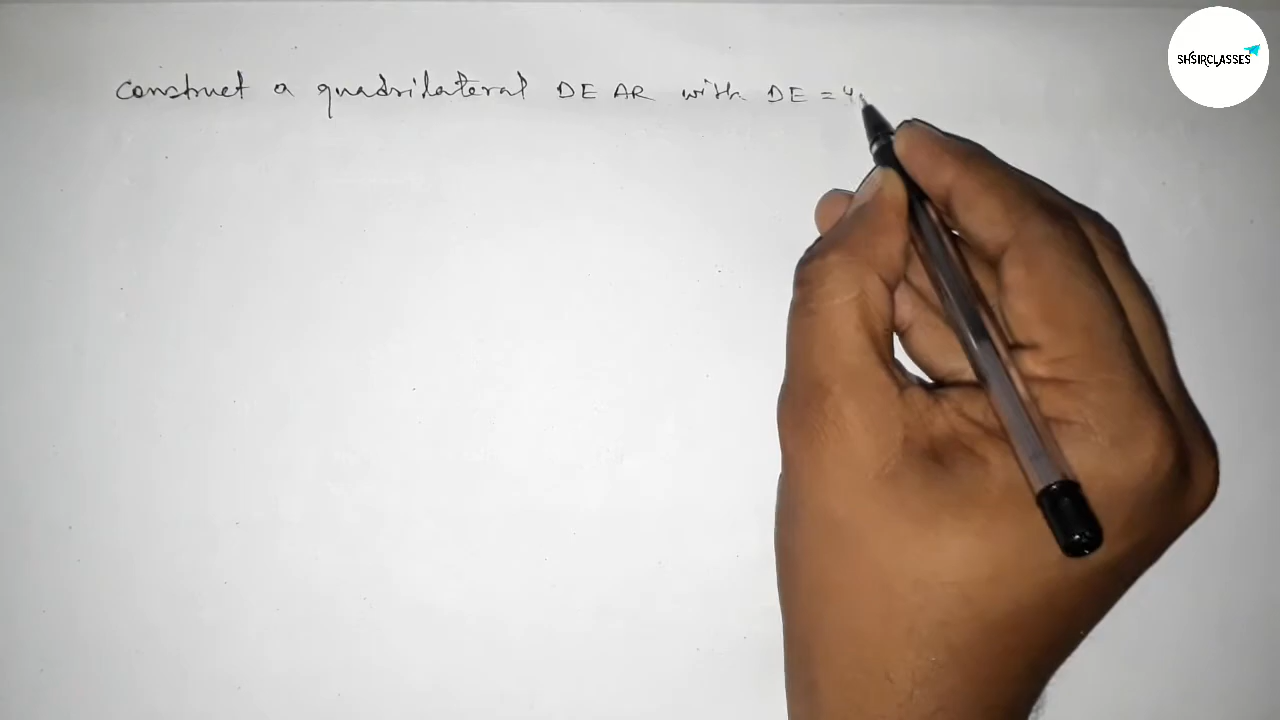 construct a quadrilateral DEAR with DE = 4
SHSIRCLASSES